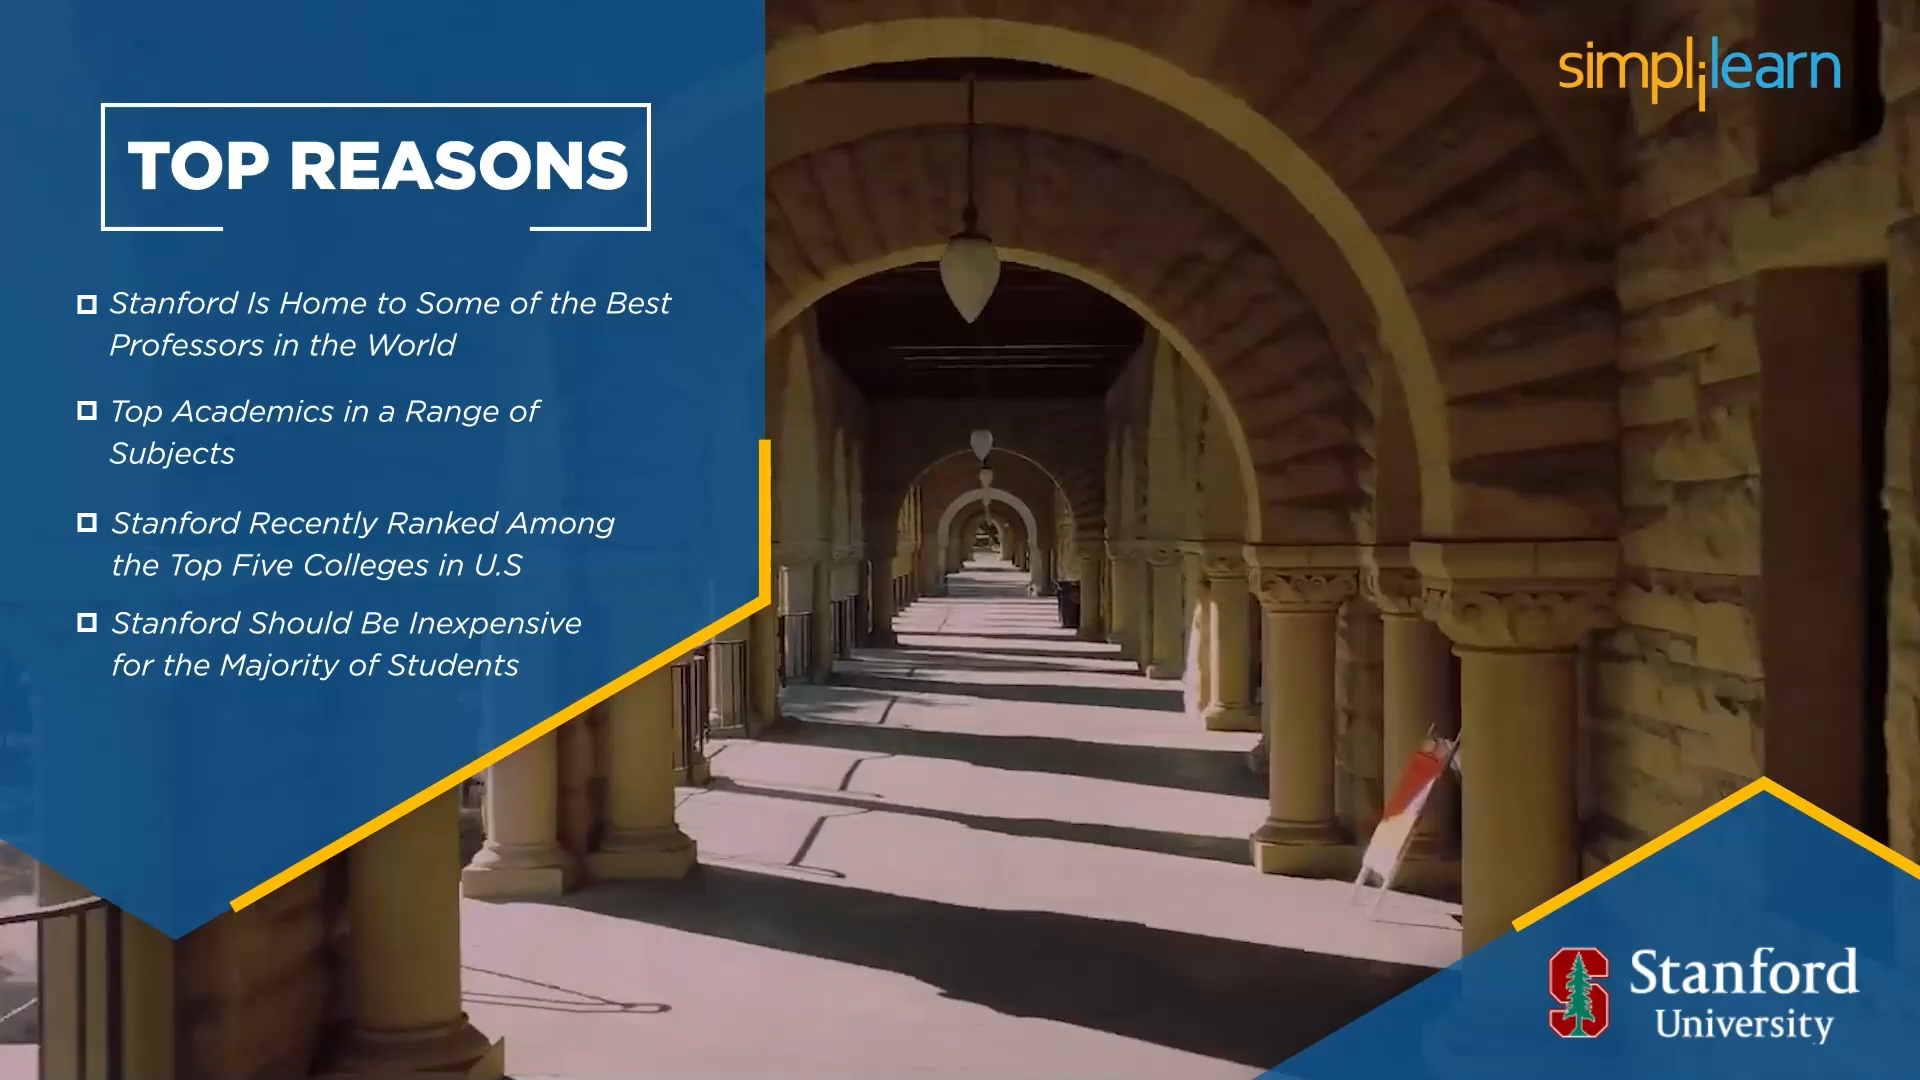 simplilearn
TOP REASONS
Stanford Is Home to Some of the Best
Professors in the World
Top Academics in a Range of
Subjects
Stanford Recently Ranked Among
the Top Five Colleges in U.S
Stanford Should Be Inexpensive
for the Majority of Students
Stanford
University